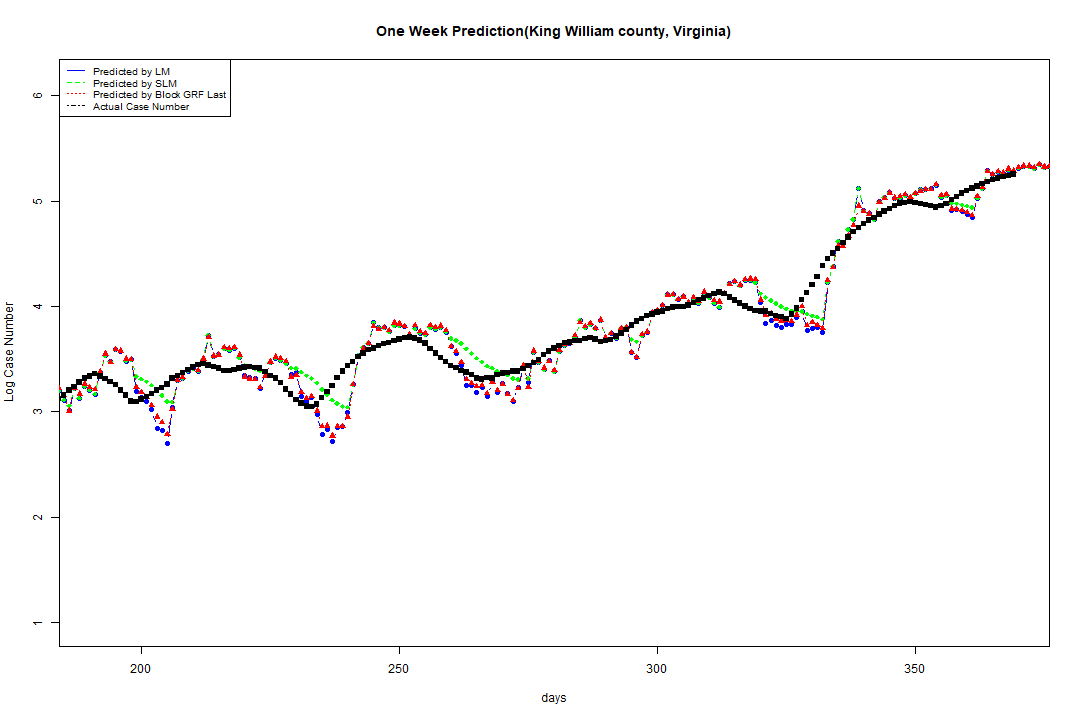 One Week Prediction(King William county, Virginia)
Predicted by LM
Predicted by SLM
Predicted by Block GRF Last
Actual Case Number
6
5
4
3
2
1
Log Case Number
200 250 300 350
days